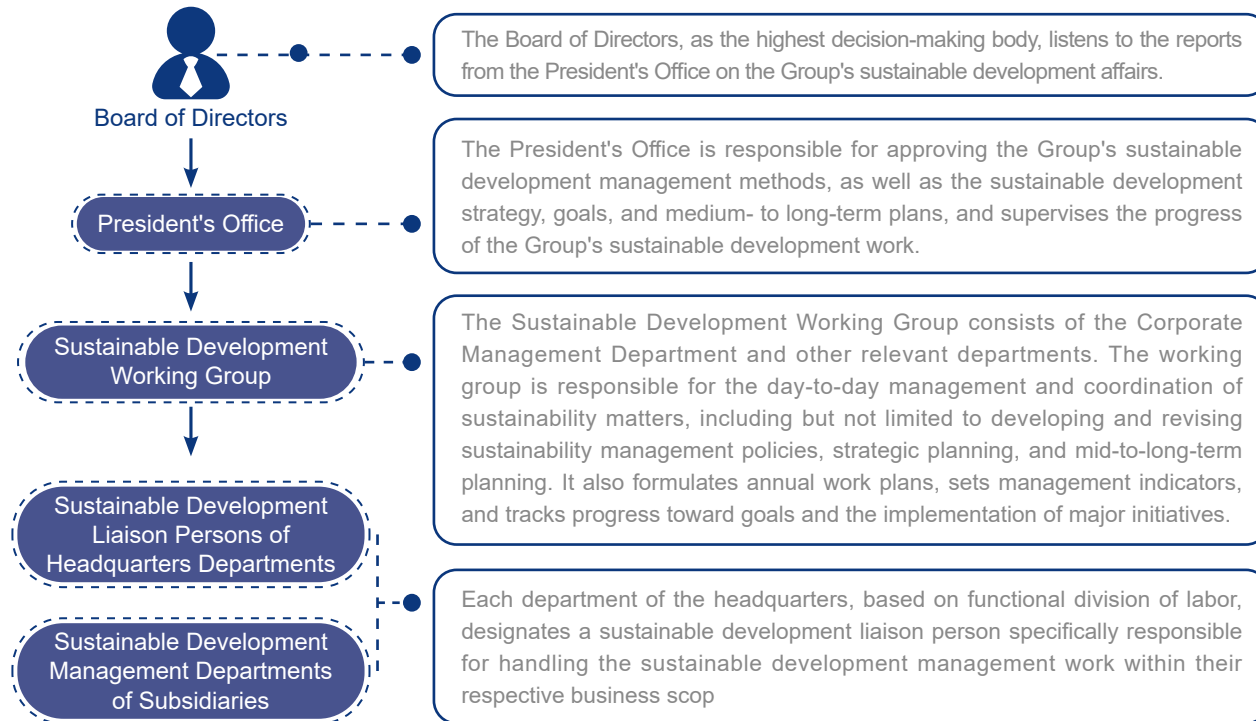 The Board of Directors, as the highest decision-making body, listens to the reports
from the President's Office on the Group's sustainable development affairs.
Board of Directors
The President's Office is responsible for approving the Group's sustainable
development management methods, as well as the sustainable development
strategy, goals, and medium- to long-term plans, and supervises the progress
of the Group's sustainable development work.
President's Office
The Sustainable Development Working Group consists of the Corporate
Management Department and other relevant departments. The working
group is responsible for the day-to-day management and coordination of
sustainability matters, including but not limited to developing and revising
sustainability management policies, strategic planning, and mid-to-long-term
planning. It also formulates annual work plans, sets management indicators,
and tracks progress toward goals and the implementation of major initiatives.
Sustainable Development
Working Group
Sustainable Development
Liaison Persons of
Headquarters Departments
Sustainable Development
Management Departments
of Subsidiaries
Each department of the headquarters, based on functional division of labor,
designates a sustainable development liaison person specifically responsible
for handling the sustainable development management work within their
respective business scop